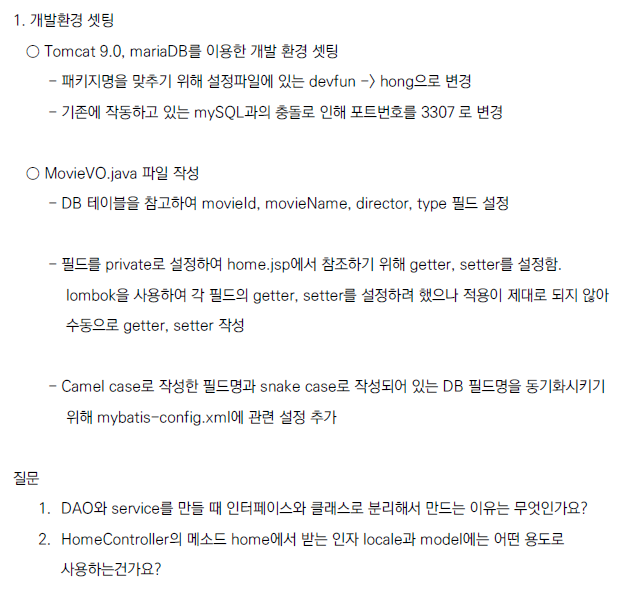 1. 개발환경 셋팅
○ Tomcat 9.0, mariaDB를 이용한 개발 환경 셋팅
- 패키지명을 맞추기 위해 설정파일에 있는 devfun -> hong으로 변경
- 기존에 작동하고 있는 mySQL과의 충돌로 인해 포트번호를 3307 로 변경
○ MovieVO.java 파일 작성
- DB 테이블을 참고하여 movieId, movieName, director, type 필드 설정
- 필드를 private로 설정하여 home.jsp에서 참조하기 위해 getter, setter를 설정함.
lombok을 사용하여 각 필드의 getter, setter를 설정하려 했으나 적용이 제대로 되지 않아
수동으로 getter, setter 작성
- Camel case로 작성한 필드명과 snake case로 작성되어 있는 DB 필드명을 동기화시키기
위해 mybatis-config.xml에 관련 설정 추가
질문
1. DAO와 service를 만들 때 인터페이스와 클래스로 분리해서 만드는 이유는 무엇인가요?
2. HomeController의 메소드 home에서 받는 인자 locale과 model에는 어떤 용도로
사용하는건가요?